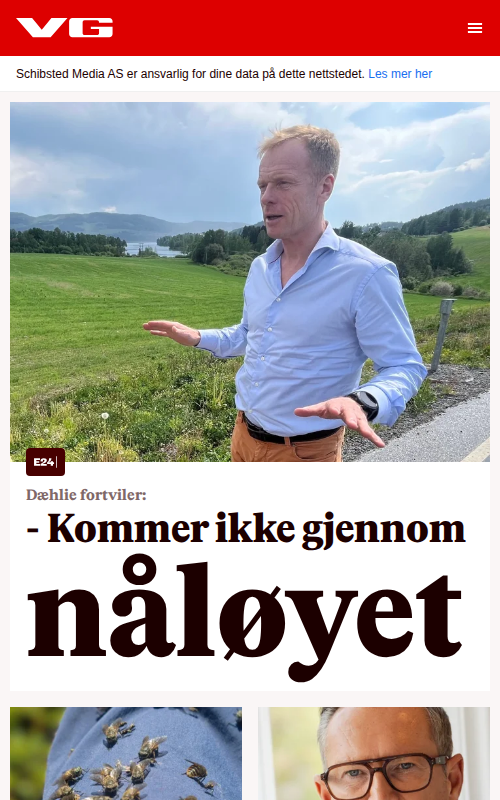 VG
Schibsted Media AS er ansvarlig for dine data på dette nettstedet. Les mer her
E24
Dæhlie fortviler:
- Kommer ikke gjennom
nåløyet